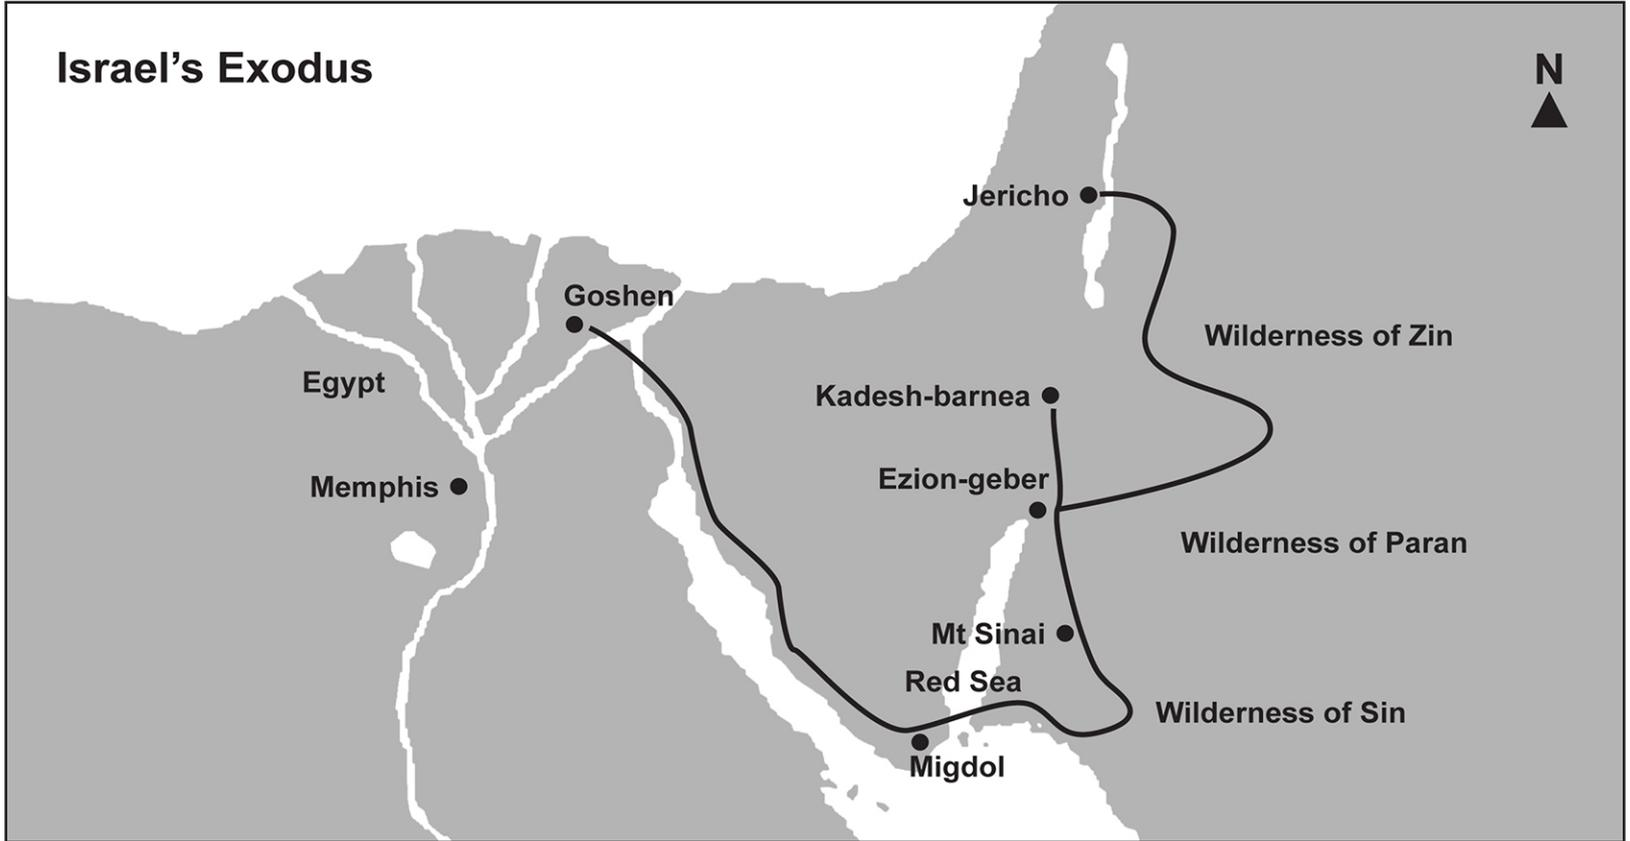 Israel’s Exodus
N
Jericho
Goshen
Wilderness of Zin
Egypt
Kadesh-barnea
Ezion-geber
Memphis
Wilderness of Paran
Mt Sinai
Red Sea
Wilderness of Sin
Migdol